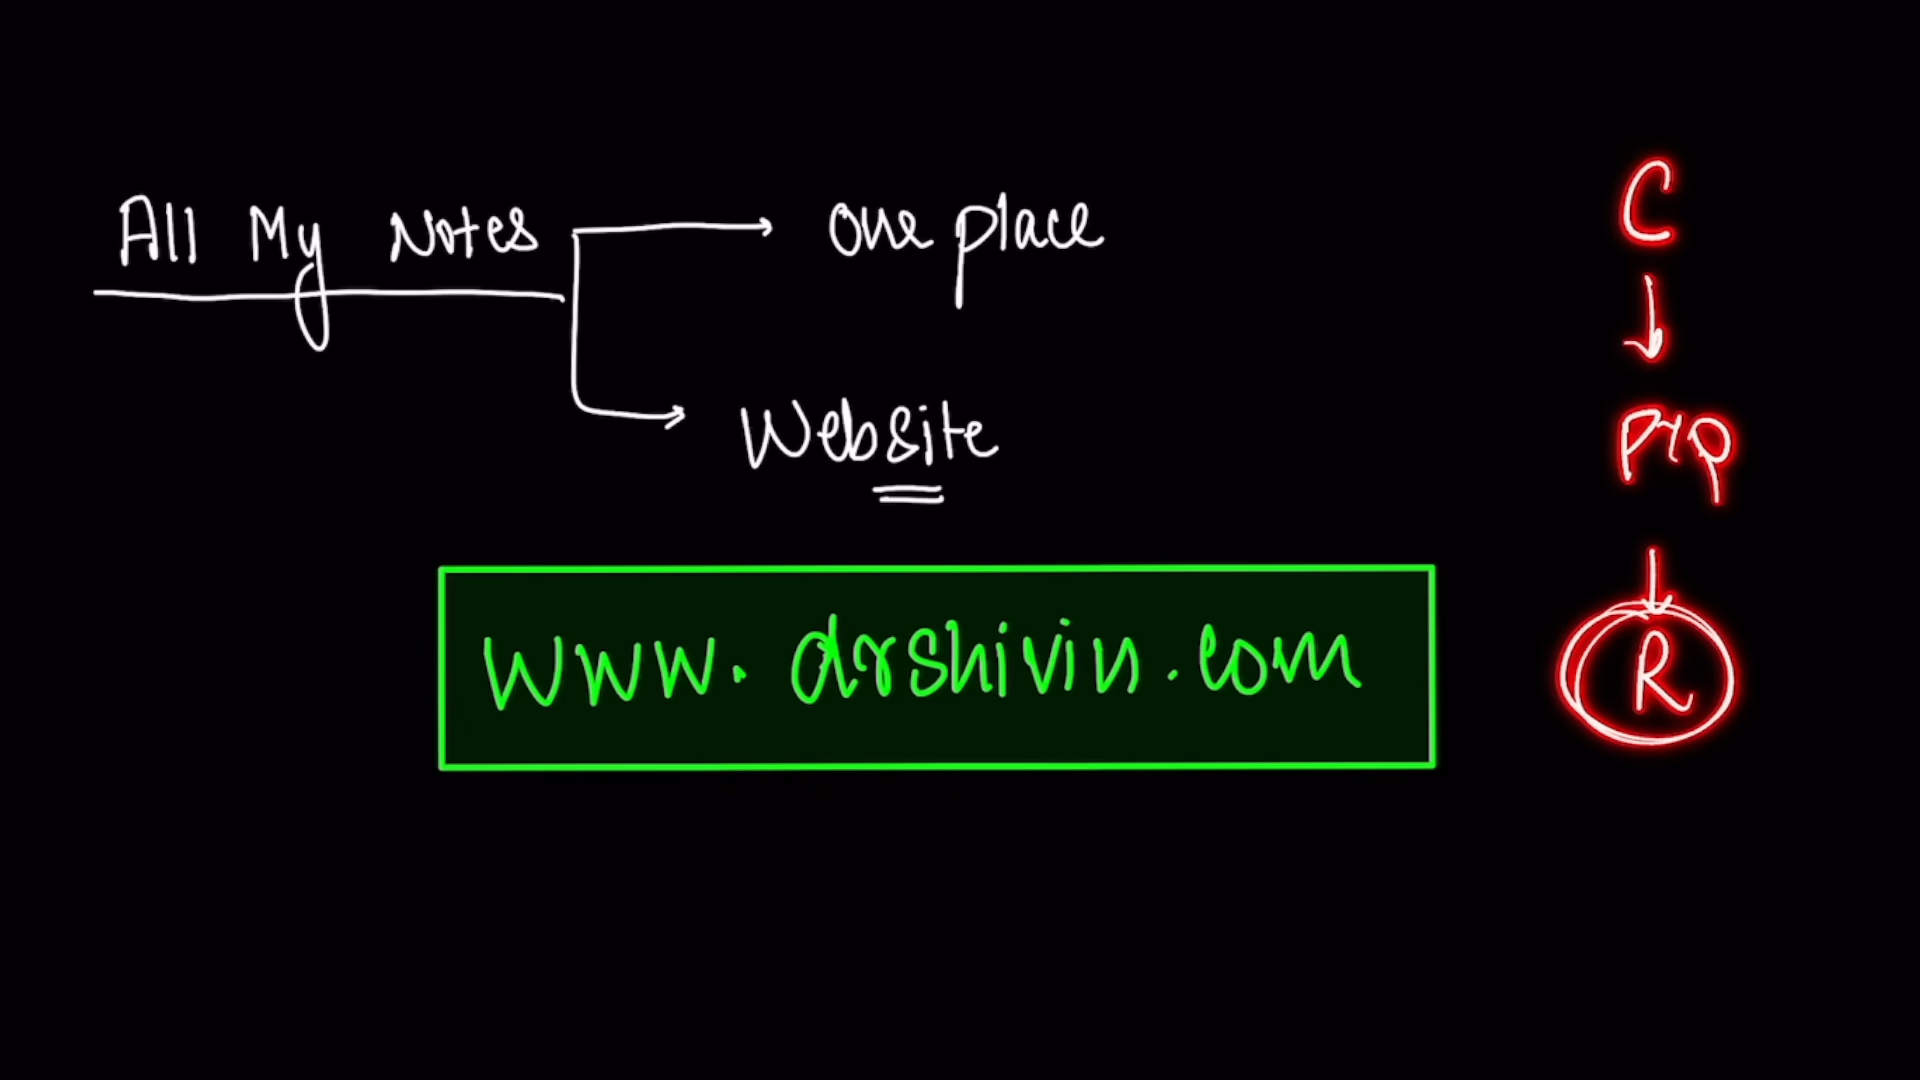 All My Notes → one place
→ Website
www.drshivin.com
C
↓
PYQ
↓
R